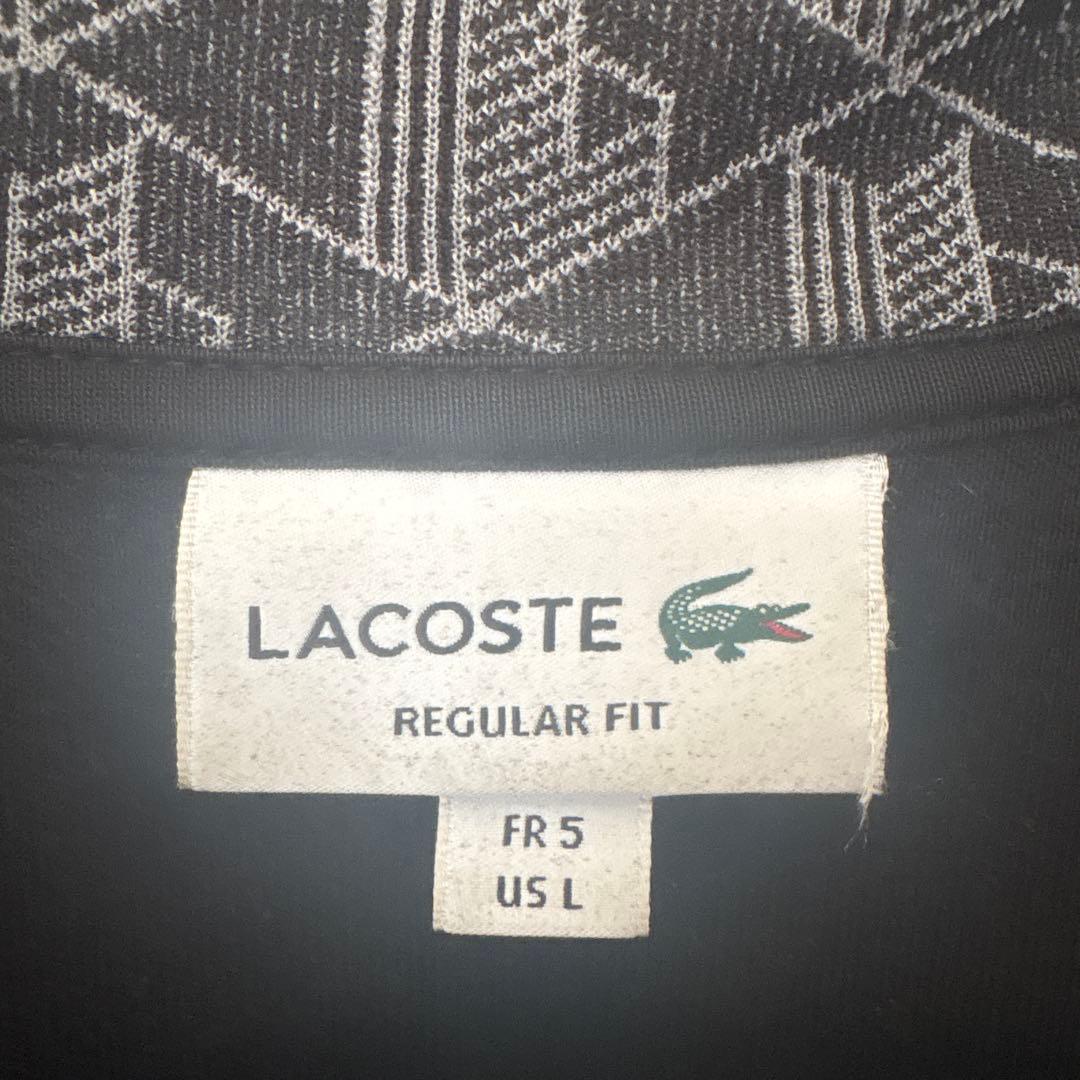 LACOSTE
REGULAR FIT
FR 5
US L